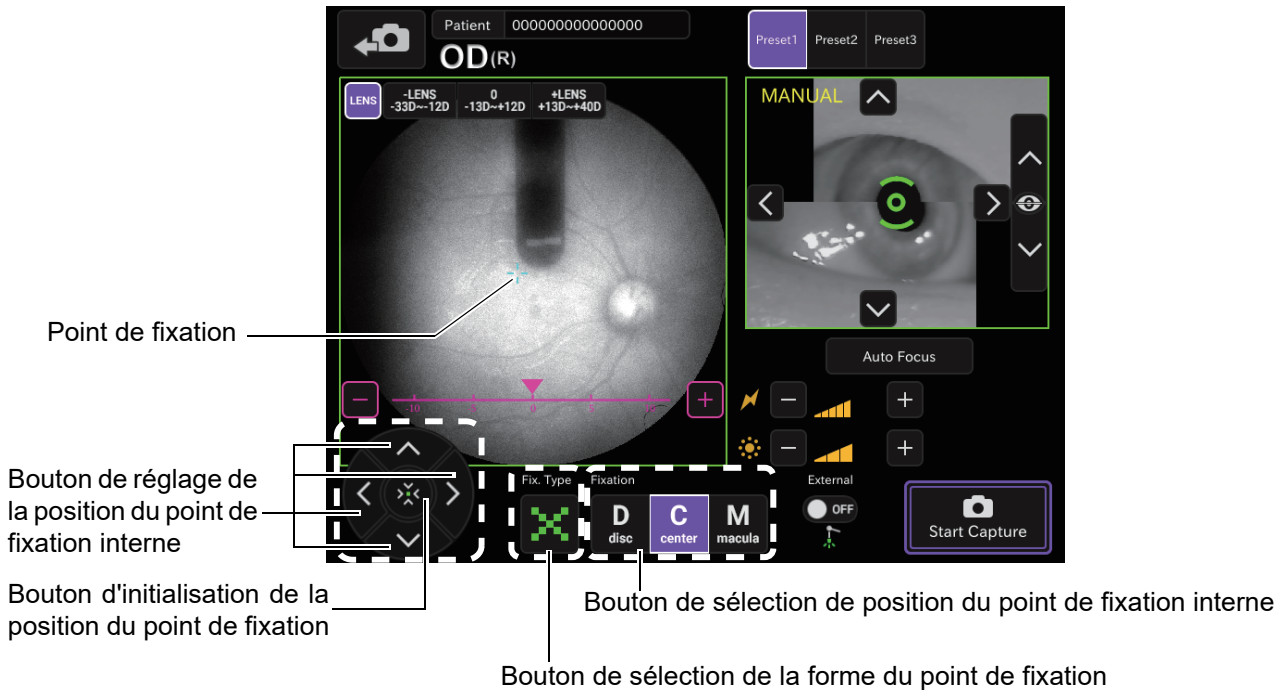 Patient 000000000000000
OD(R)
Preset1 Preset2 Preset3
LENS
-LENS 0 +LENS
-33D~-12D -13D~+12D +13D~+40D
MANUAL
Point de fixation
Auto Focus
-10 5 0 5 10
Bouton de réglage de
la position du point de
fixation interne
Fix. Type Fixation External
D C M
disc center macula
OFF
Start Capture
Bouton d'initialisation de la
position du point de fixation
Bouton de sélection de position du point de fixation interne
Bouton de sélection de la forme du point de fixation